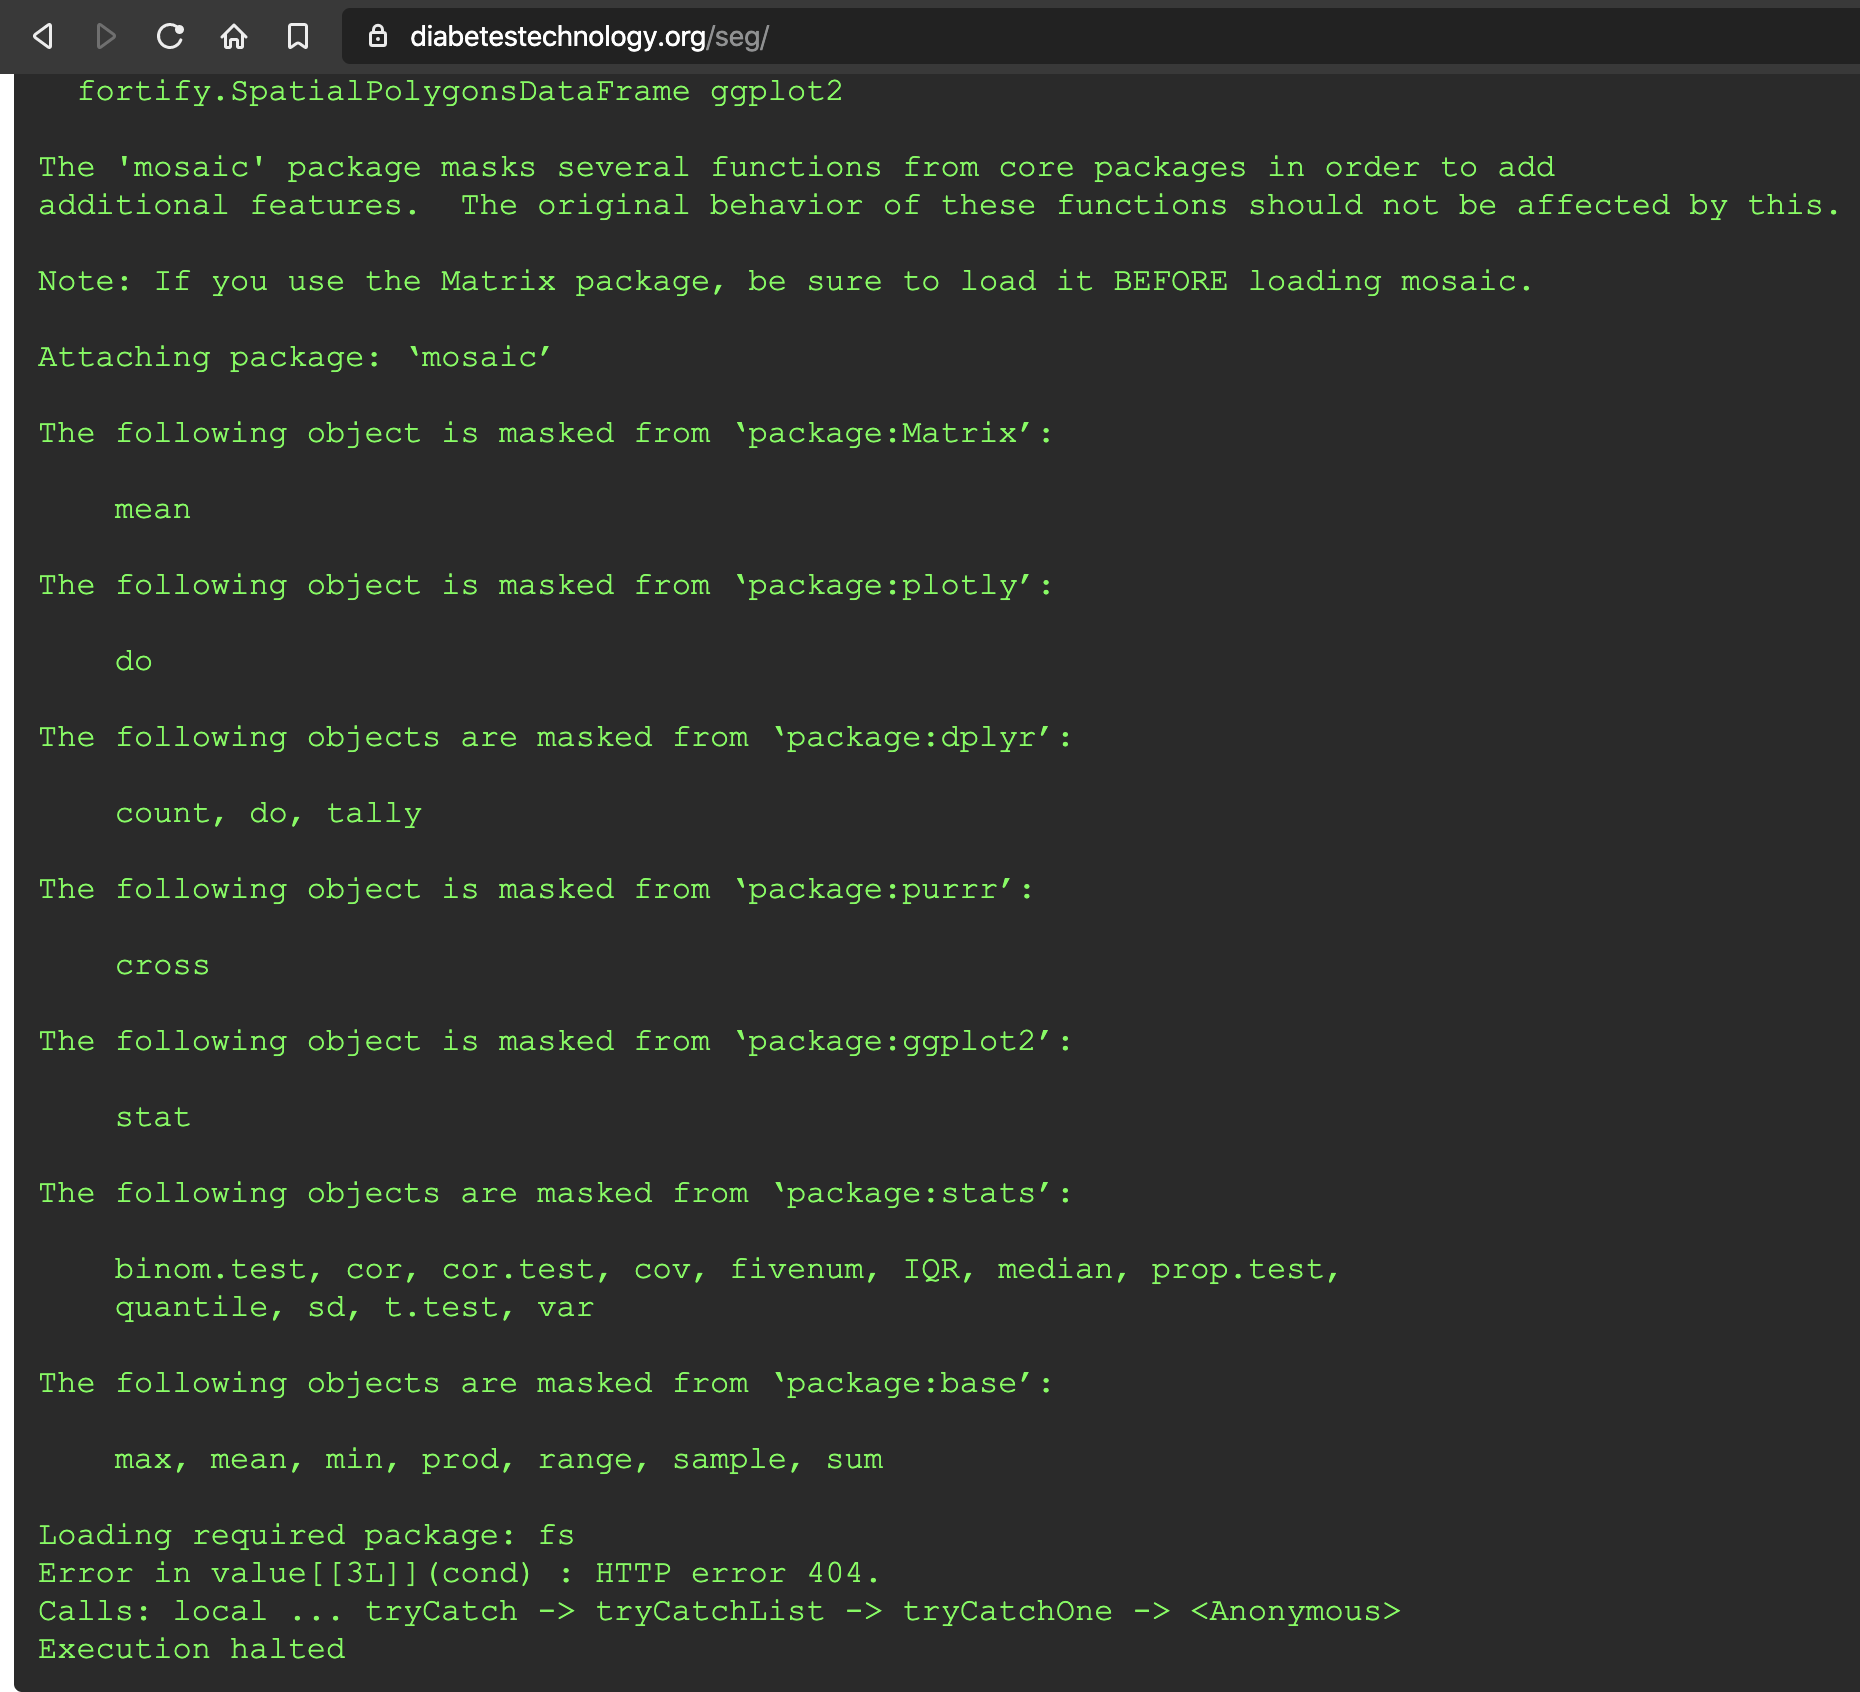 diabetestechnology.org/seg/
fortify.SpatialPolygonsDataFrame ggplot2
The 'mosaic' package masks several functions from core packages in order to add
additional features.  The original behavior of these functions should not be affected by this.
Note: If you use the Matrix package, be sure to load it BEFORE loading mosaic.
Attaching package: ‘mosaic’
The following object is masked from ‘package:Matrix’:
mean
The following object is masked from ‘package:plotly’:
do
The following objects are masked from ‘package:dplyr’:
count, do, tally
The following object is masked from ‘package:purrr’:
cross
The following object is masked from ‘package:ggplot2’:
stat
The following objects are masked from ‘package:stats’:
binom.test, cor, cor.test, cov, fivenum, IQR, median, prop.test,
quantile, sd, t.test, var
The following objects are masked from ‘package:base’:
max, mean, min, prod, range, sample, sum
Loading required package: fs
Error in value[[3L]](cond) : HTTP error 404.
Calls: local ... tryCatch -> tryCatchList -> tryCatchOne -> <Anonymous>
Execution halted